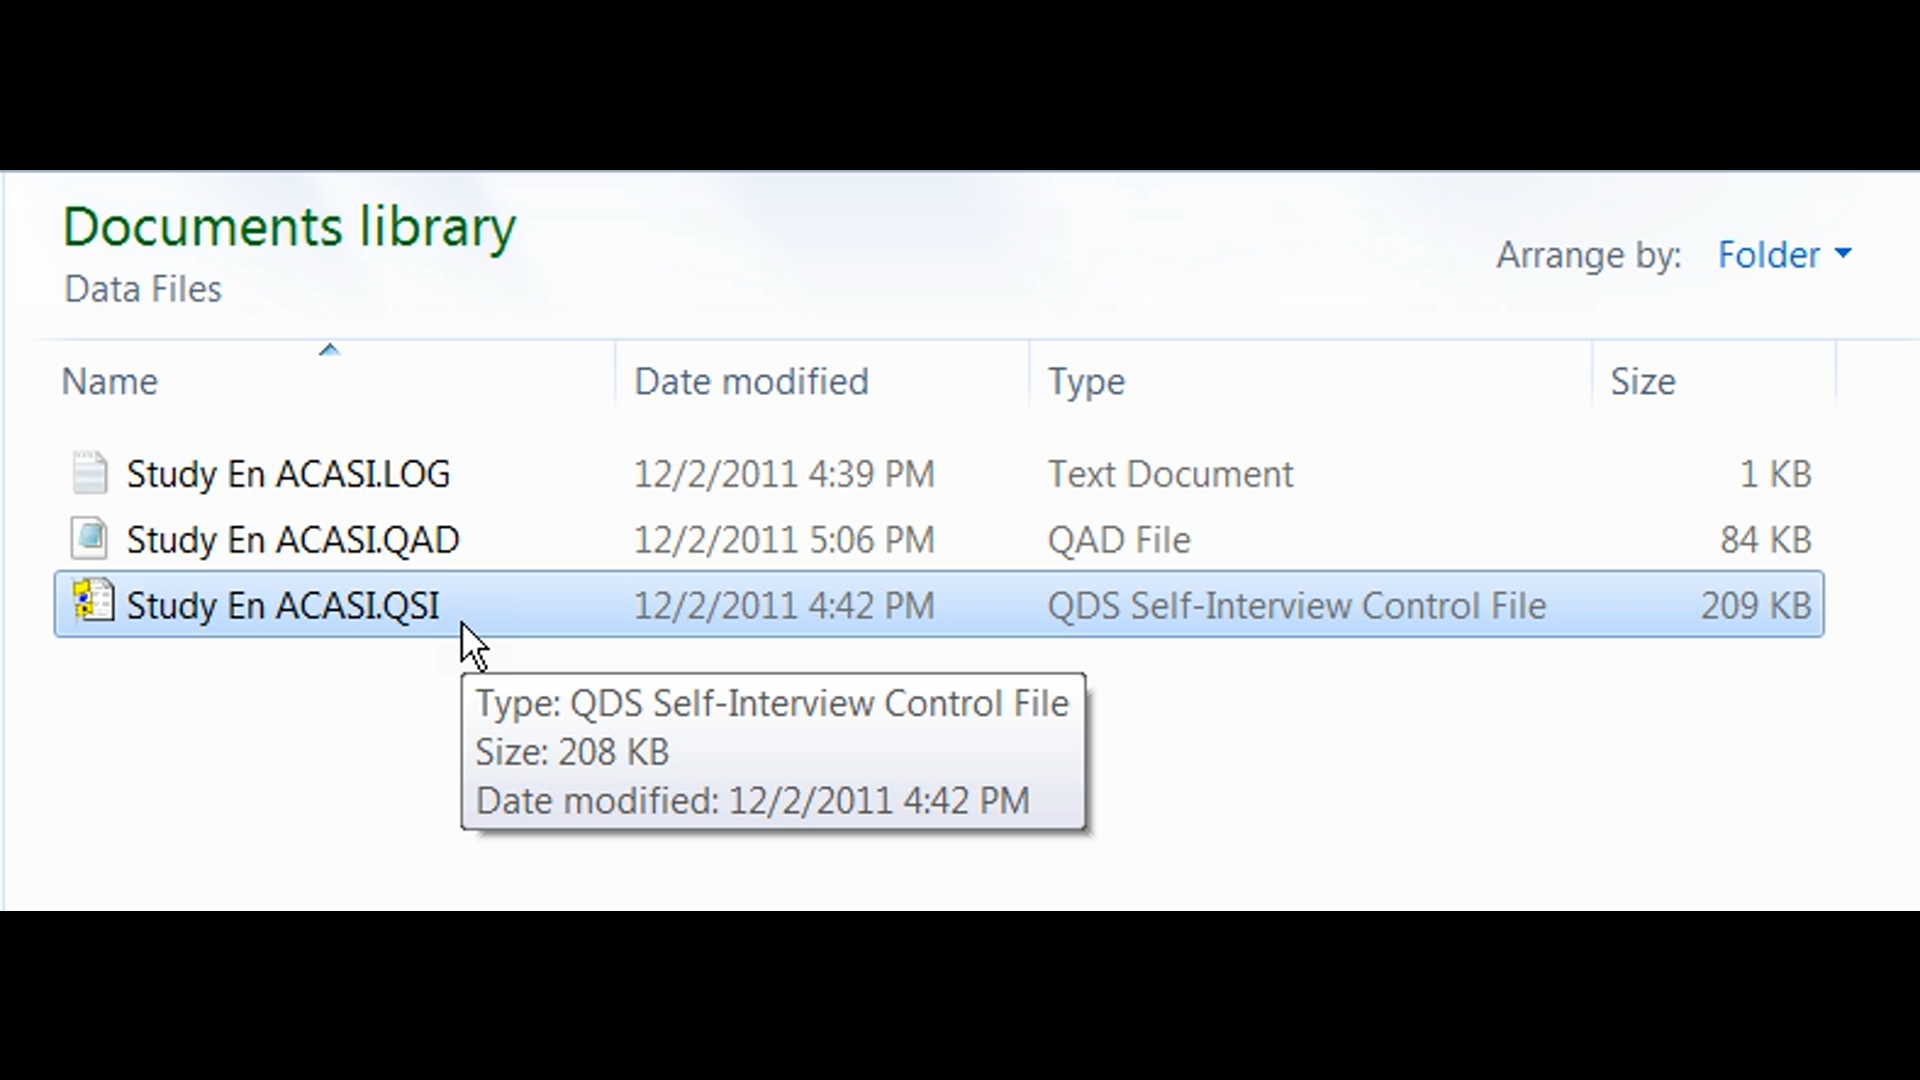 Documents library
Data Files
Arrange by: Folder
Name Date modified Type Size
Study En ACASI.LOG 12/2/2011 4:39 PM Text Document 1 KB
Study En ACASI.QAD 12/2/2011 5:06 PM QAD File 84 KB
Study En ACASI.QSI 12/2/2011 4:42 PM QDS Self-Interview Control File 209 KB
Type: QDS Self-Interview Control File
Size: 208 KB
Date modified: 12/2/2011 4:42 PM